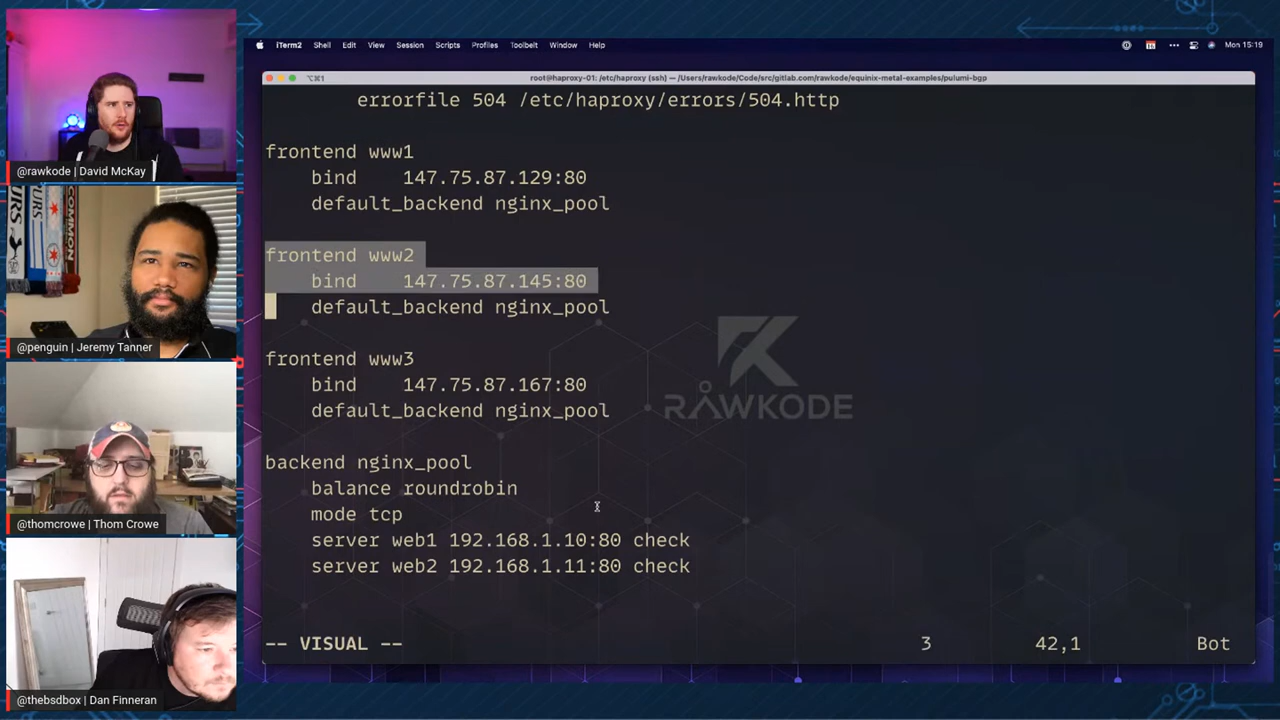 iTerm2 Shell Edit View Session Scripts Profiles Toolbelt Window Help Mon 15:19
⌥⌘1 root@haproxy-01: /etc/haproxy (ssh) — /Users/rawkode/Code/src/gitlab.com/rawkode/equinix-metal-examples/pulumi-bgp
errorfile 504 /etc/haproxy/errors/504.http
frontend www1
bind 147.75.87.129:80
default_backend nginx_pool
frontend www2
bind 147.75.87.145:80
default_backend nginx_pool
frontend www3
bind 147.75.87.167:80
default_backend nginx_pool
backend nginx_pool
balance roundrobin
mode tcp
server web1 192.168.1.10:80 check
server web2 192.168.1.11:80 check
-- VISUAL -- 3 42,1 Bot
RAWKODE
@rawkode | David McKay
@penguin | Jeremy Tanner
@thomcrowe | Thom Crowe
@thebsdbox | Dan Finneran